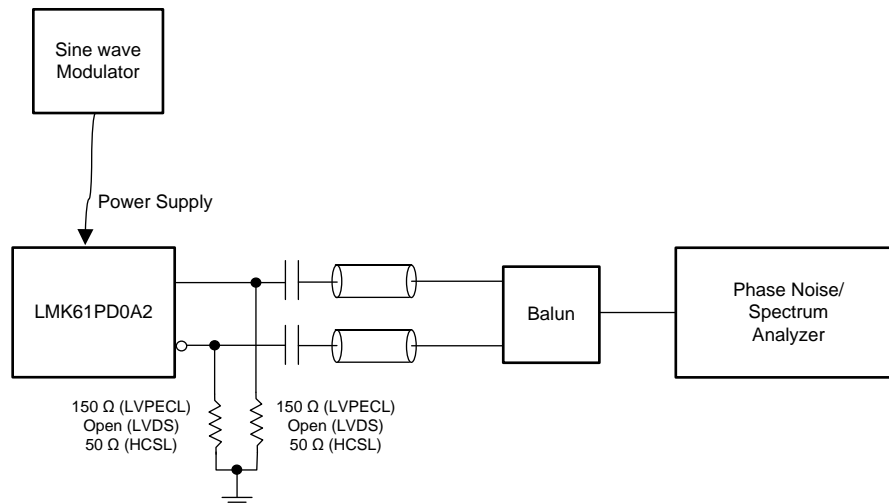 Sine wave
Modulator
Power Supply
LMK61PD0A2
Balun
Phase Noise/
Spectrum
Analyzer
150 Ω (LVPECL)
Open (LVDS)
50 Ω (HCSL)
150 Ω (LVPECL)
Open (LVDS)
50 Ω (HCSL)